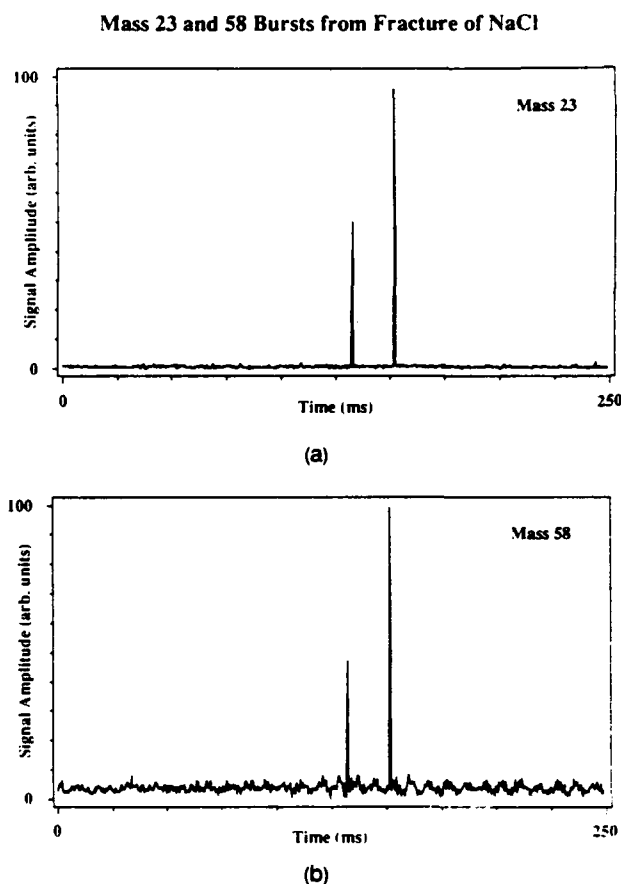 Mass 23 and 58 Bursts from Fracture of NaCl
100
Mass 23
Signal Amplitude (arb. units)
0
0
Time (ms)
250
(a)
100
Mass 58
Signal Amplitude (arb. units)
0
0
Time (ms)
250
(b)